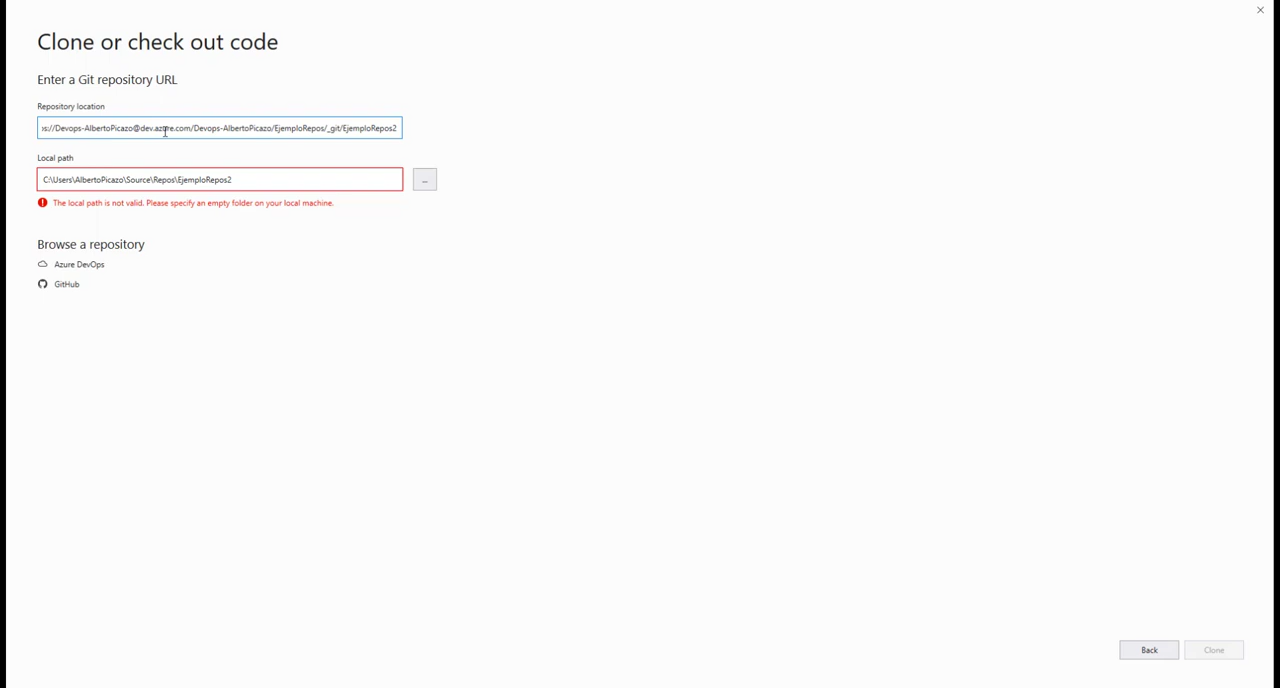 Clone or check out code
Enter a Git repository URL
Repository location
s://Devops-AlbertoPicazo@dev.azure.com/Devops-AlbertoPicazo/EjemploRepos/_git/EjemploRepos2
Local path
C:\Users\AlbertoPicazo\Source\Repos\EjemploRepos2
...
The local path is not valid. Please specify an empty folder on your local machine.
Browse a repository
Azure DevOps
GitHub
Back
Clone